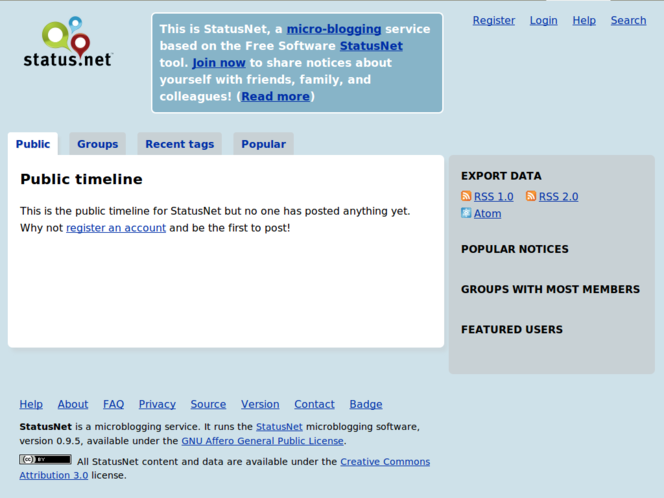 status.net
This is StatusNet, a micro-blogging service
based on the Free Software StatusNet
tool. Join now to share notices about
yourself with friends, family, and
colleagues! (Read more)
Register Login Help Search
Public Groups Recent tags Popular
Public timeline
This is the public timeline for StatusNet but no one has posted anything yet.
Why not register an account and be the first to post!
EXPORT DATA
RSS 1.0 RSS 2.0
Atom
POPULAR NOTICES
GROUPS WITH MOST MEMBERS
FEATURED USERS
Help About FAQ Privacy Source Version Contact Badge
StatusNet is a microblogging service. It runs the StatusNet microblogging software,
version 0.9.5, available under the GNU Affero General Public License.
(cc) BY All StatusNet content and data are available under the Creative Commons
Attribution 3.0 license.